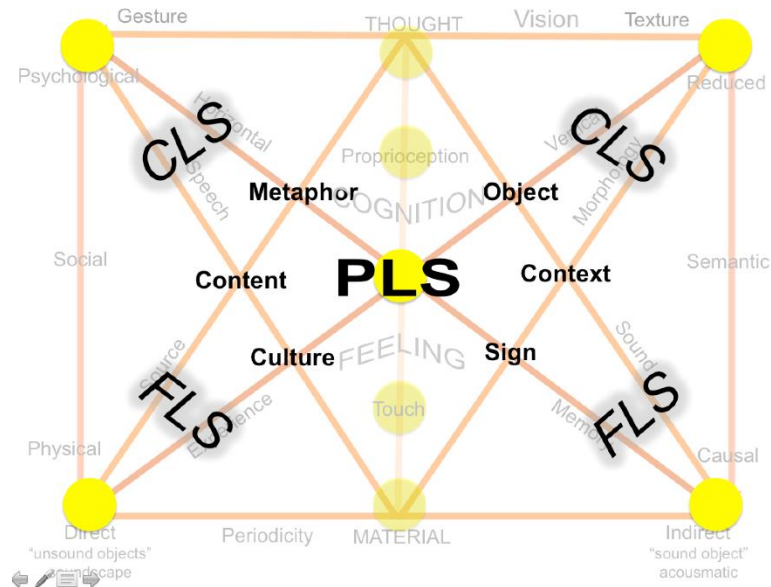 Gesture
THOUGHT
Vision
Texture
Psychological
Reduced
Horizontal
CLS
Vertical
CLS
Speech
Proprioception
Morphology
Metaphor
COGNITION
Object
Social
Semantic
Content
PLS
Context
Culture
FEELING
Sign
Source
FLS
Existence
Touch
Sound
Memory
FLS
Physical
Causal
Direct
Periodicity
MATERIAL
Indirect
"unsound objects"
"sound object"
soundscape
acousmatic